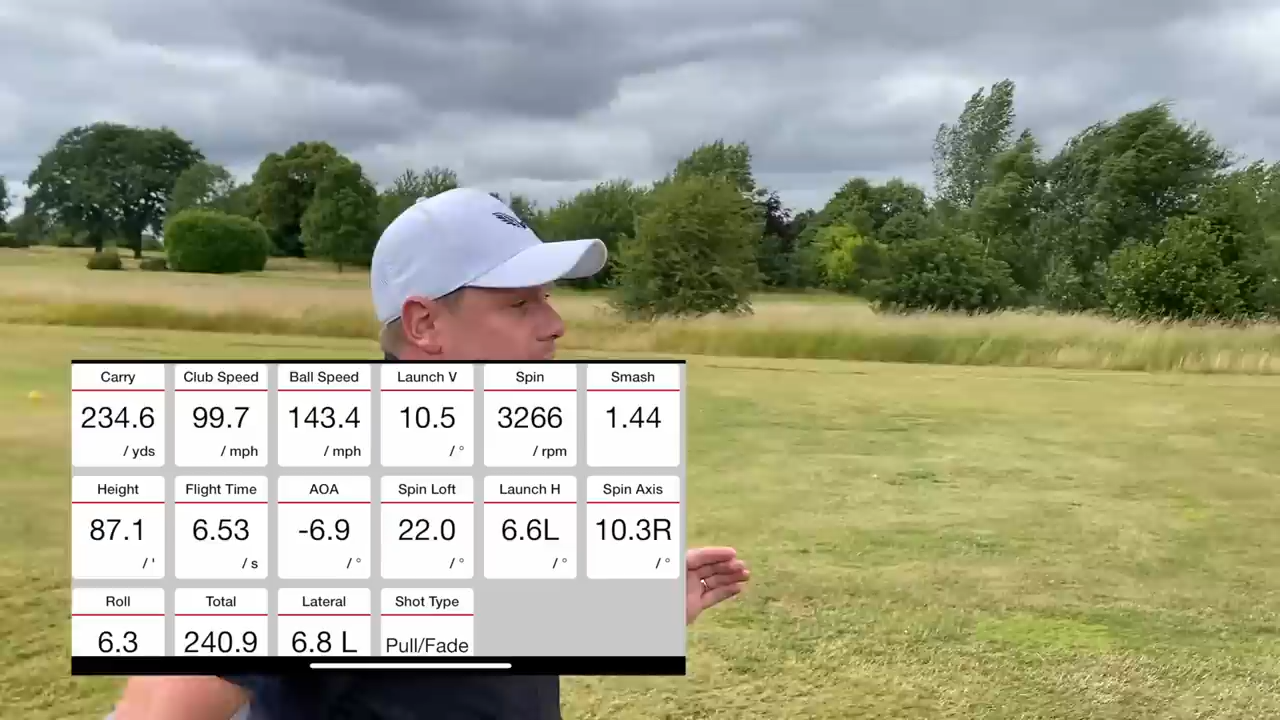 Carry Club Speed Ball Speed Launch V Spin Smash
234.6 99.7 143.4 10.5 3266 1.44
/ yds / mph / mph / ° / rpm
Height Flight Time AOA Spin Loft Launch H Spin Axis
87.1 6.53 -6.9 22.0 6.6L 10.3R
/ ' / s / ° / ° / ° / °
Roll Total Lateral Shot Type
6.3 240.9 6.8 L Pull/Fade